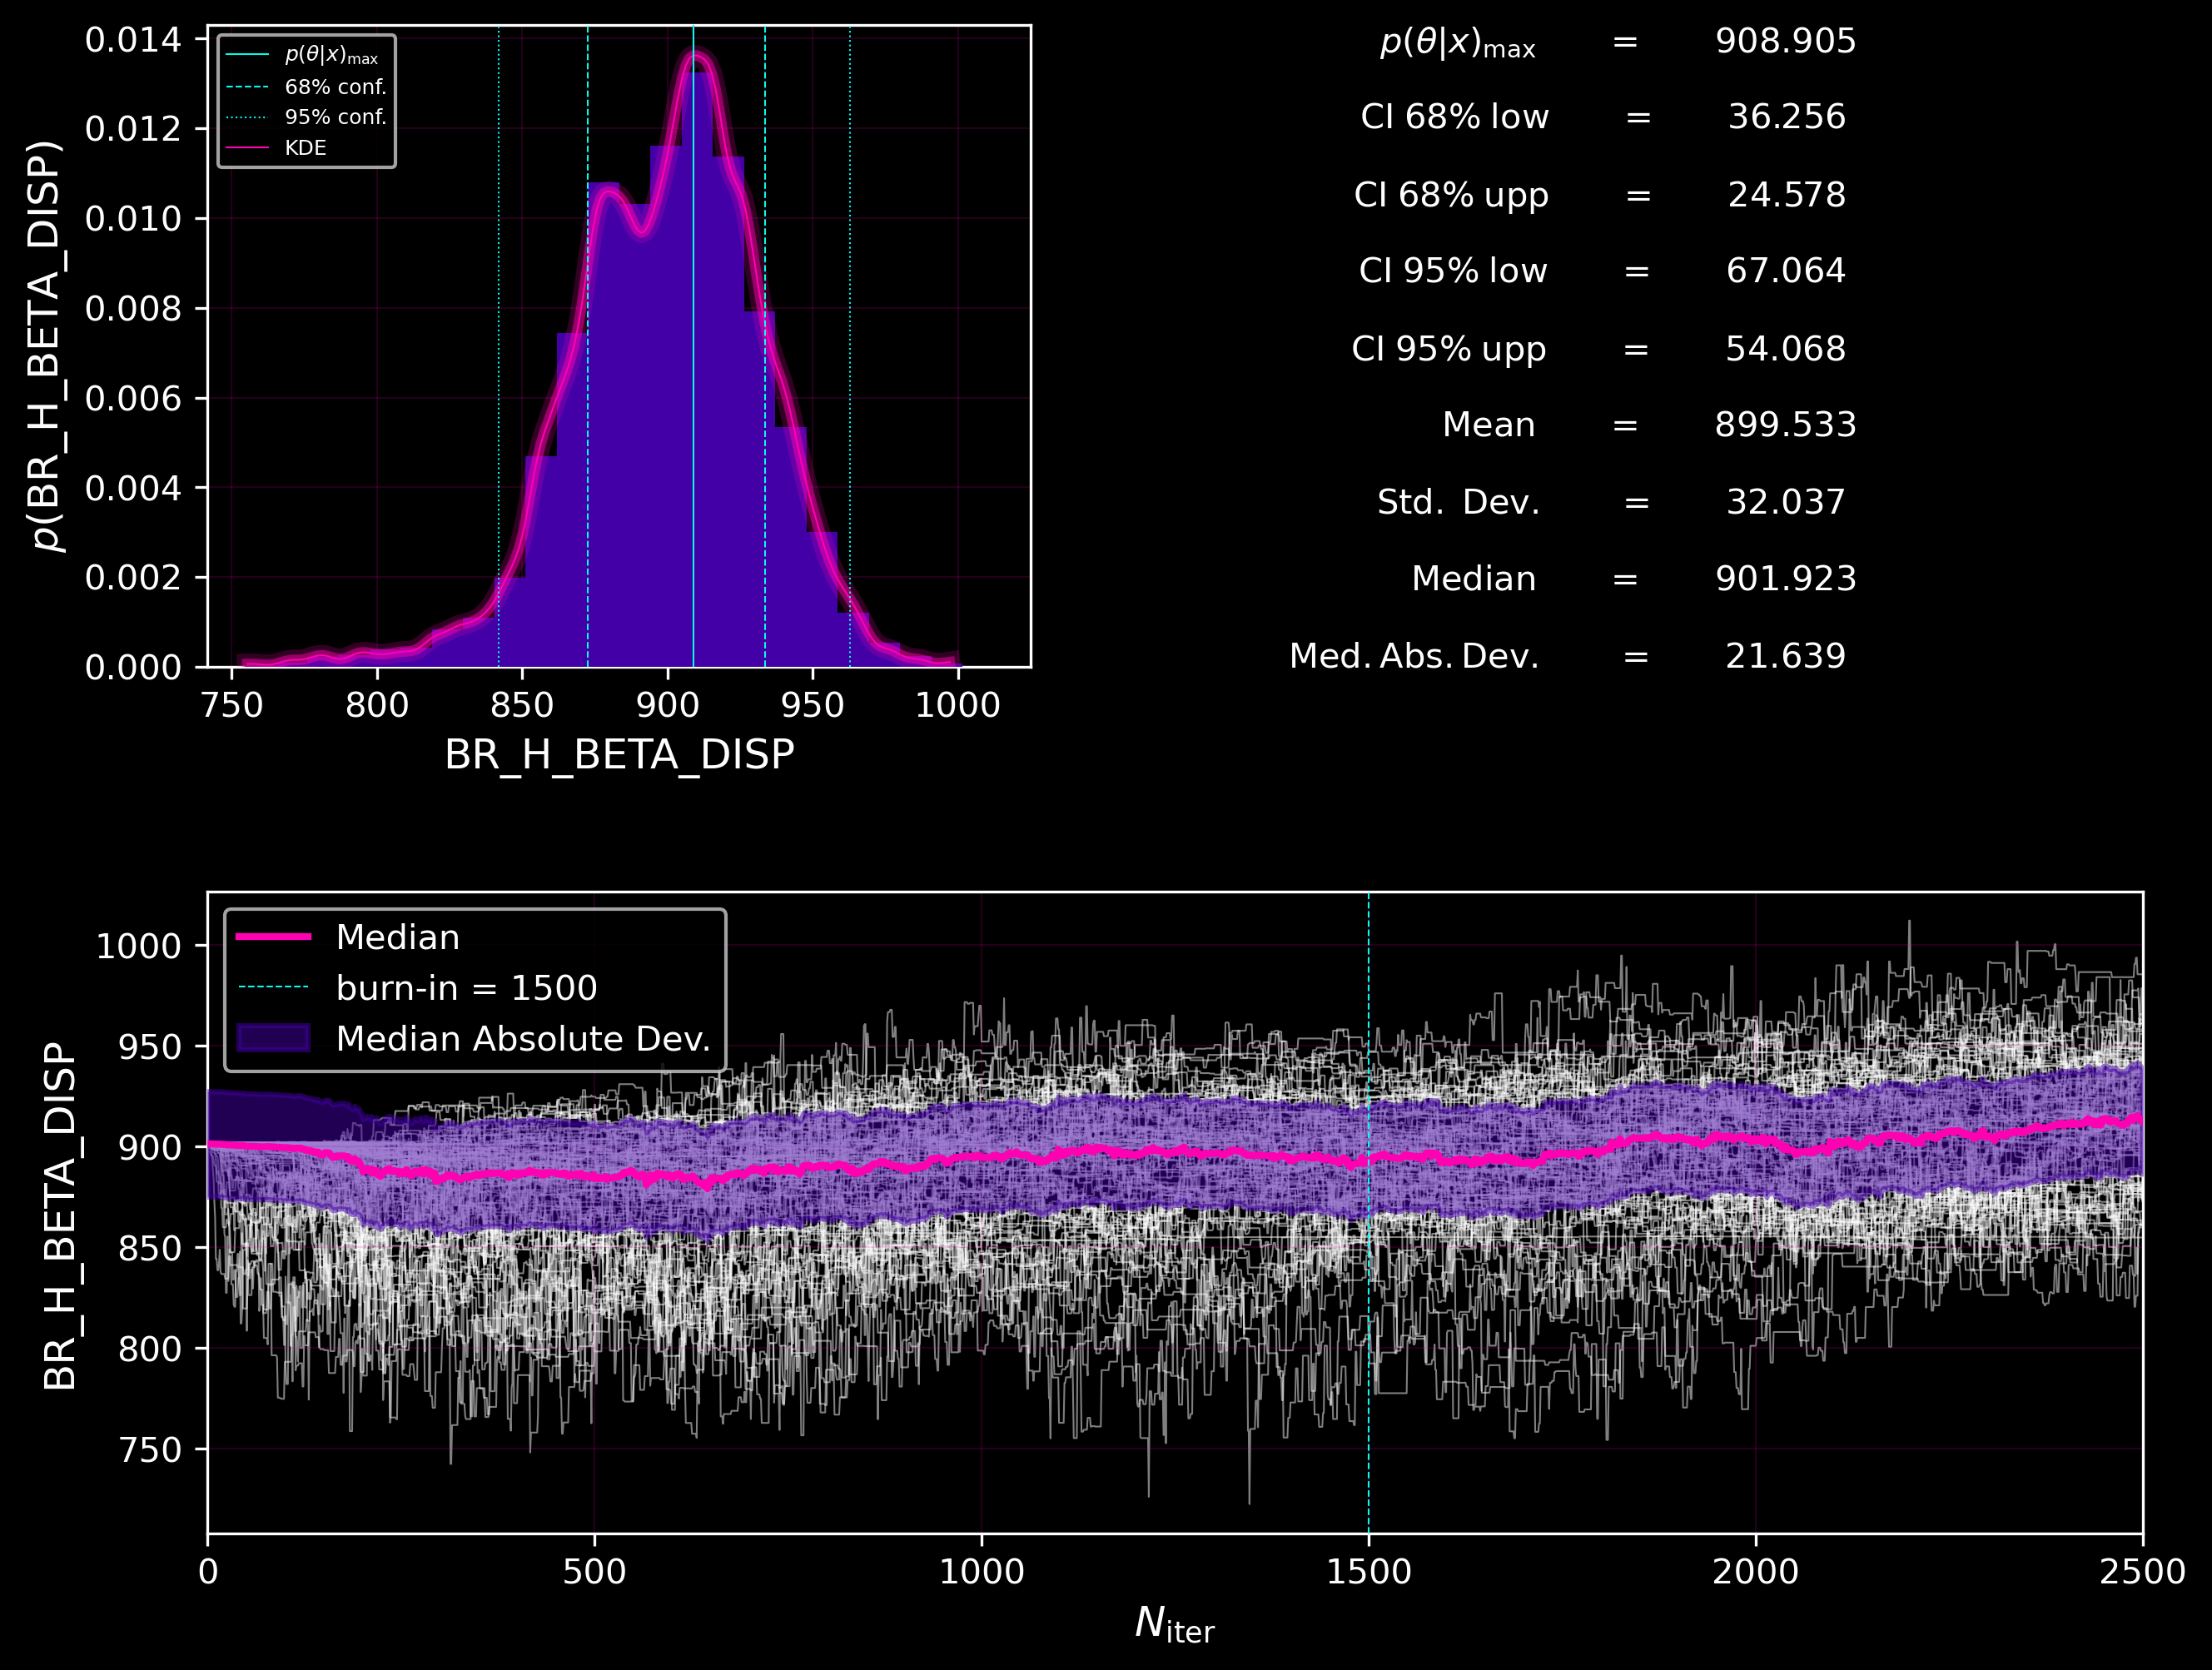 p(BR_H_BETA_DISP)
0.014
0.012
0.010
0.008
0.006
0.004
0.002
0.000
p(θ|x)max
68% conf.
95% conf.
KDE
750 800 850 900 950 1000
BR_H_BETA_DISP
p(θ|x)max = 908.905
CI 68% low = 36.256
CI 68% upp = 24.578
CI 95% low = 67.064
CI 95% upp = 54.068
Mean = 899.533
Std. Dev. = 32.037
Median = 901.923
Med. Abs. Dev. = 21.639
BR_H_BETA_DISP
1000
950
900
850
800
750
Median
burn-in = 1500
Median Absolute Dev.
0 500 1000 1500 2000 2500
Niter